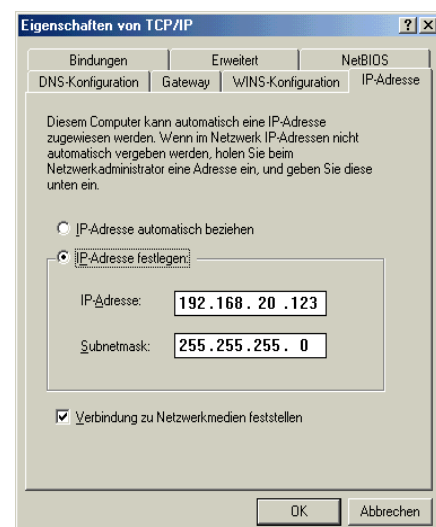 Eigenschaften von TCP/IP
Bindungen Erweitert NetBIOS
DNS-Konfiguration Gateway WINS-Konfiguration IP-Adresse
Diesem Computer kann automatisch eine IP-Adresse
zugewiesen werden. Wenn im Netzwerk IP-Adressen nicht
automatisch vergeben werden, holen Sie beim
Netzwerkadministrator eine Adresse ein, und geben Sie diese
unten ein.
IP-Adresse automatisch beziehen
IP-Adresse festlegen:
IP-Adresse: 192.168. 20 .123
Subnetmask: 255.255.255. 0
Verbindung zu Netzwerkmedien feststellen
OK Abbrechen